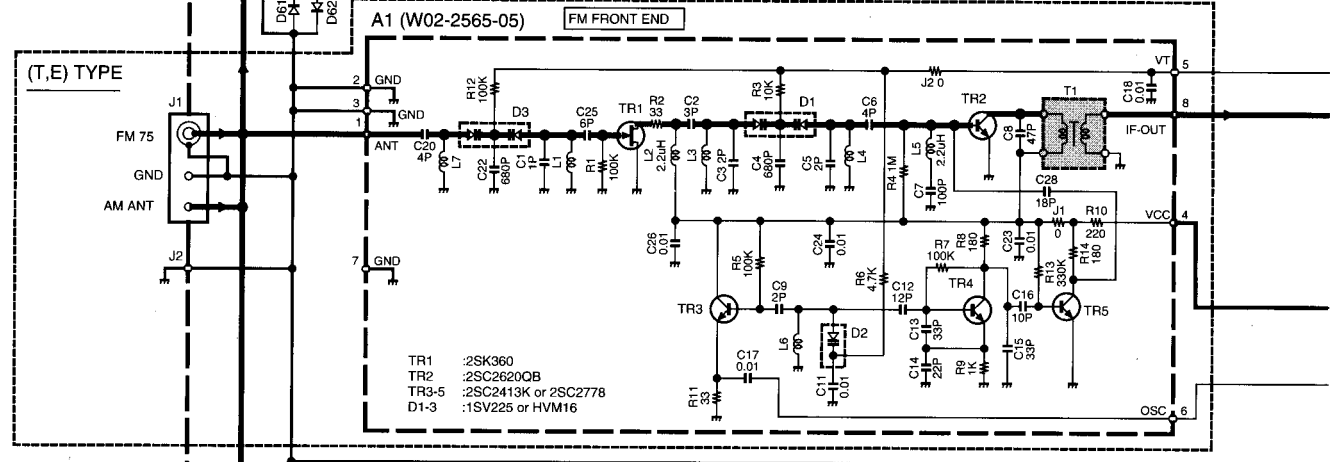 D61
D62
A1 (W02-2565-05)
FM FRONT END
(T,E) TYPE
J1
FM 75
GND
AM ANT
J2
2 GND
3 GND
1 ANT
7 GND
C20 4P
L7
R12 100K
D3
C22 680P
C1 1P
L1
C25 6P
R1 100K
TR1
R2 33
L2 2.2uH
C2 3P
L3
C3 2P
R3 10K
D1
C4 680P
C5 2P
L4
C6 4P
R4 1M
J2 0
L5 2.2uH
C7 100P
TR2
C8 47P
T1
C18 0.01
VT 5
8
IF-OUT
C28 18P
VCC 4
C26 0.01
R5 100K
C24 0.01
R6 4.7K
R7 100K
R8 180
C23 0.01
J1 0
R10 220
R13 330K
R14 180
TR3
C9 2P
L6
D2
C11 0.01
C12 12P
C13 33P
C14 22P
TR4
R9 1K
C15 33P
C16 10P
TR5
C17 0.01
R11 33
OSC 6
TR1 :2SK360
TR2 :2SC2620QB
TR3-5 :2SC2413K or 2SC2778
D1-3 :1SV225 or HVM16